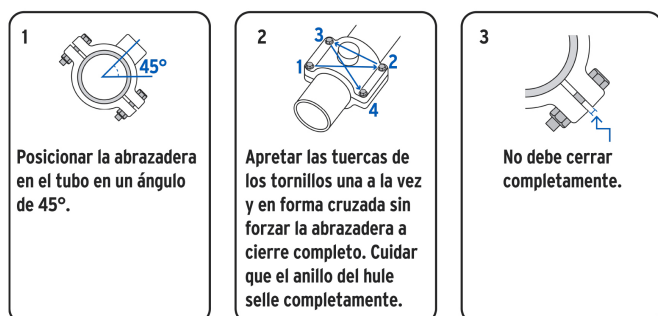 1
45°
Posicionar la abrazadera
en el tubo en un ángulo
de 45°.
2
3
1
2
4
Apretar las tuercas de
los tornillos una a la vez
y en forma cruzada sin
forzar la abrazadera a
cierre completo. Cuidar
que el anillo del hule
selle completamente.
3
No debe cerrar
completamente.